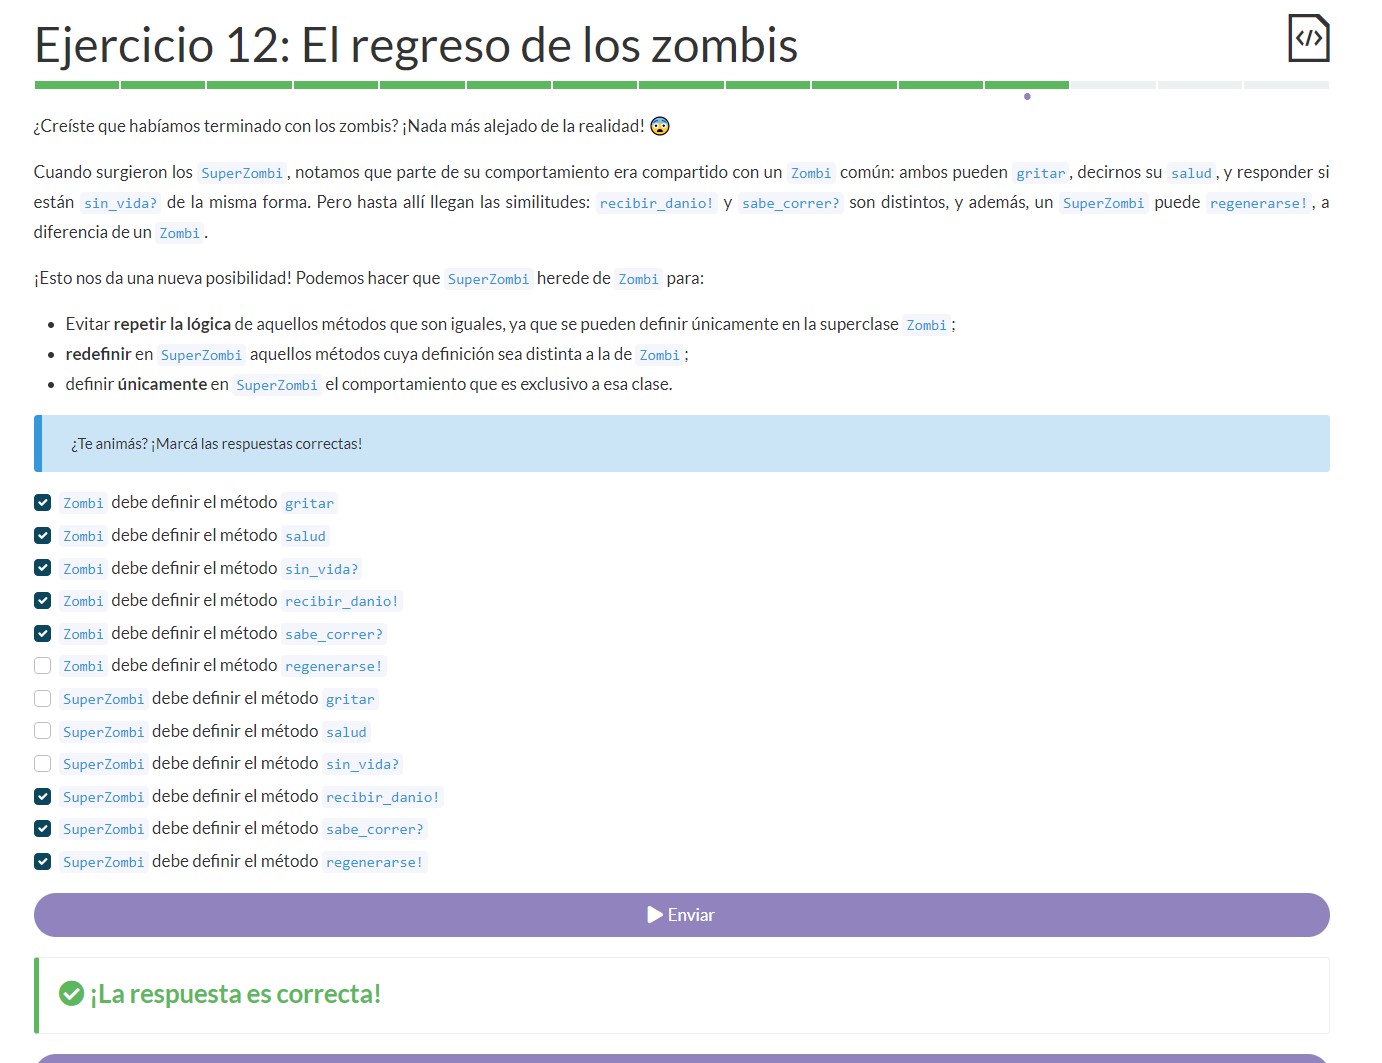 Ejercicio 12: El regreso de los zombis
</>
¿Creíste que habíamos terminado con los zombis? ¡Nada más alejado de la realidad! 😨
Cuando surgieron los SuperZombi, notamos que parte de su comportamiento era compartido con un Zombi común: ambos pueden gritar, decirnos su salud, y responder si
están sin_vida? de la misma forma. Pero hasta allí llegan las similitudes: recibir_danio! y sabe_correr? son distintos, y además, un SuperZombi puede regenerarse!, a
diferencia de un Zombi.
¡Esto nos da una nueva posibilidad! Podemos hacer que SuperZombi herede de Zombi para:
• Evitar repetir la lógica de aquellos métodos que son iguales, ya que se pueden definir únicamente en la superclase Zombi;
• redefinir en SuperZombi aquellos métodos cuya definición sea distinta a la de Zombi;
• definir únicamente en SuperZombi el comportamiento que es exclusivo a esa clase.
¿Te animás? ¡Marcá las respuestas correctas!
Zombi debe definir el método gritar
Zombi debe definir el método salud
Zombi debe definir el método sin_vida?
Zombi debe definir el método recibir_danio!
Zombi debe definir el método sabe_correr?
Zombi debe definir el método regenerarse!
SuperZombi debe definir el método gritar
SuperZombi debe definir el método salud
SuperZombi debe definir el método sin_vida?
SuperZombi debe definir el método recibir_danio!
SuperZombi debe definir el método sabe_correr?
SuperZombi debe definir el método regenerarse!
Enviar
¡La respuesta es correcta!